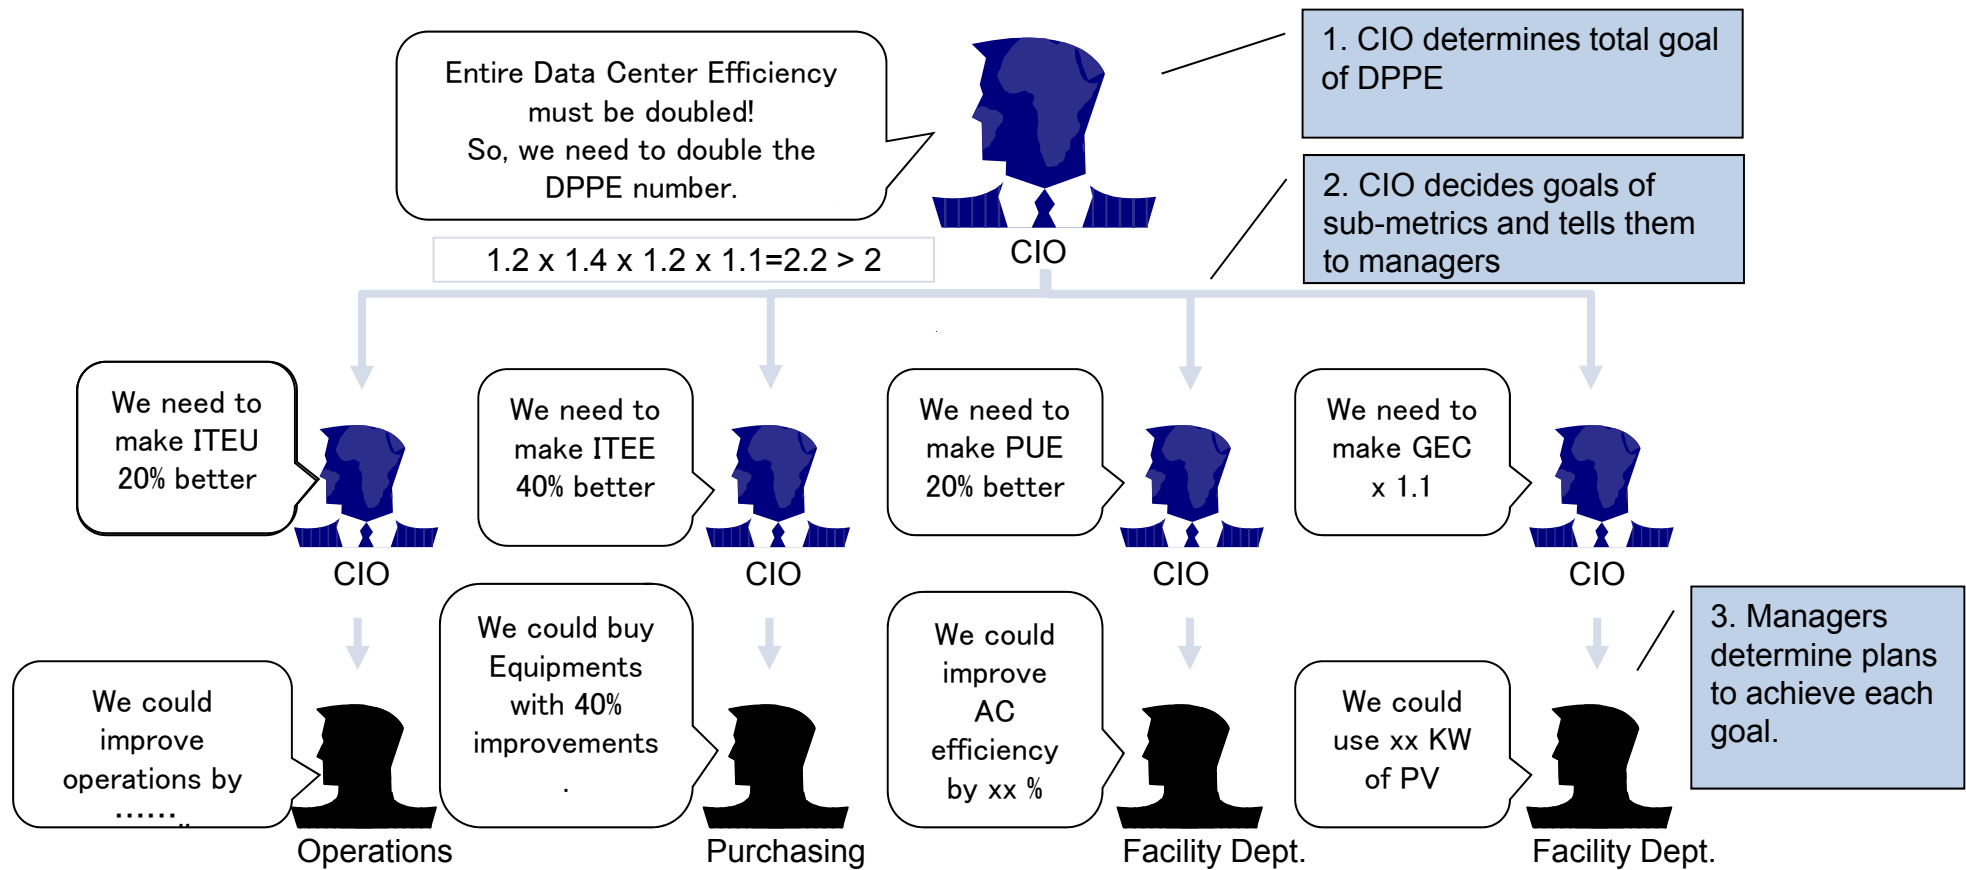 Entire Data Center Efficiency
must be doubled!
So, we need to double the
DPPE number.
CIO
1. CIO determines total goal
of DPPE
2. CIO decides goals of
sub-metrics and tells them
to managers
1.2 x 1.4 x 1.2 x 1.1=2.2 > 2
We need to
make ITEU
20% better
CIO
We need to
make ITEE
40% better
CIO
We need to
make PUE
20% better
CIO
We need to
make GEC
x 1.1
CIO
We could
improve
operations by
……..
Operations
We could buy
Equipments
with 40%
improvements
.
Purchasing
We could
improve
AC
efficiency
by xx %
Facility Dept.
We could
use xx KW
of PV
Facility Dept.
3. Managers
determine plans
to achieve each
goal.